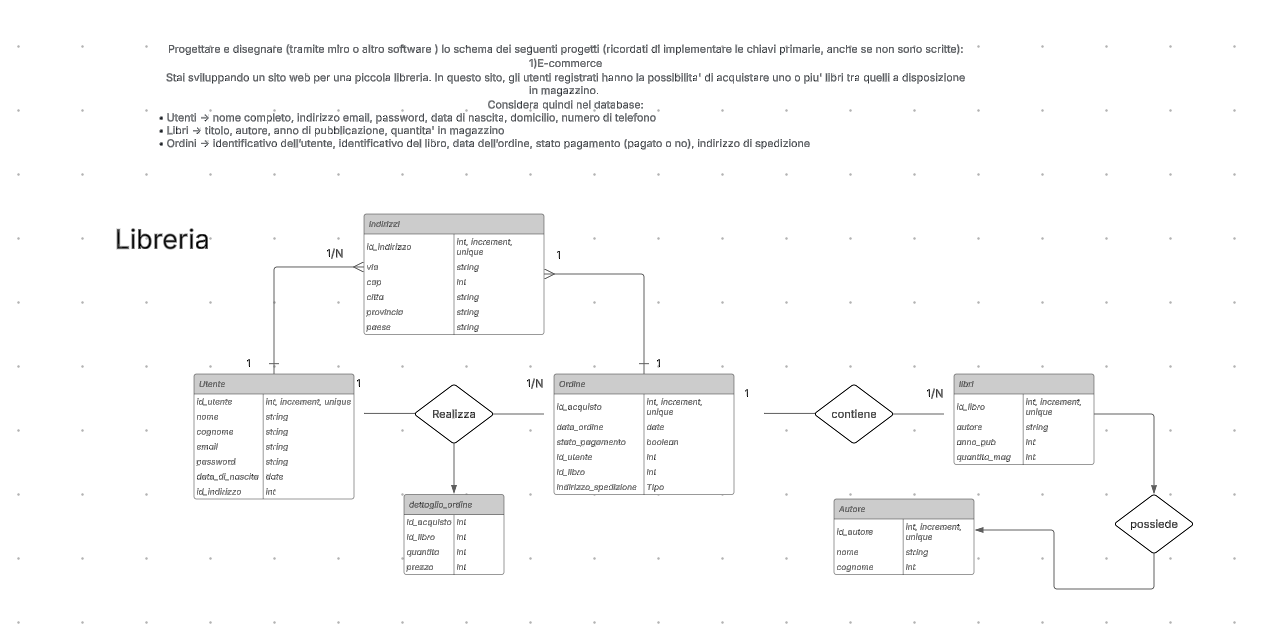 Progettare e disegnare (tramite miro o altro software ) lo schema dei seguenti progetti (ricordati di implementare le chiavi primarie, anche se non sono scritte):
1)E-commerce
Stai sviluppando un sito web per una piccola libreria. In questo sito, gli utenti registrati hanno la possibilita' di acquistare uno o piu' libri tra quelli a disposizione
in magazzino.
Considera quindi nel database:
• Utenti → nome completo, indirizzo email, password, data di nascita, domicilio, numero di telefono
• Libri → titolo, autore, anno di pubblicazione, quantita' in magazzino
• Ordini → identificativo dell'utente, identificativo del libro, data dell'ordine, stato pagamento (pagato o no), indirizzo di spedizione
Libreria
Indirizzi
id_indirizzo int, increment, unique
via string
cap int
citta string
provincia string
paese string
1/N
1
1
1
Utente
id_utente int, increment, unique
nome string
cognome string
email string
password string
data_di_nascita date
id_indirizzo int
1
Realizza
1/N
Ordine
id_acquisto int, increment, unique
data_ordine date
stato_pagamento boolean
id_utente int
id_libro int
indirizzo_spedizione Tipo
1
contiene
1/N
libri
id_libro int, increment, unique
autore string
anno_pub int
quantita_mag int
dettaglio_ordine
id_acquisto int
id_libro int
quantita int
prezzo int
Autore
id_autore int, increment, unique
nome string
cognome string
possiede